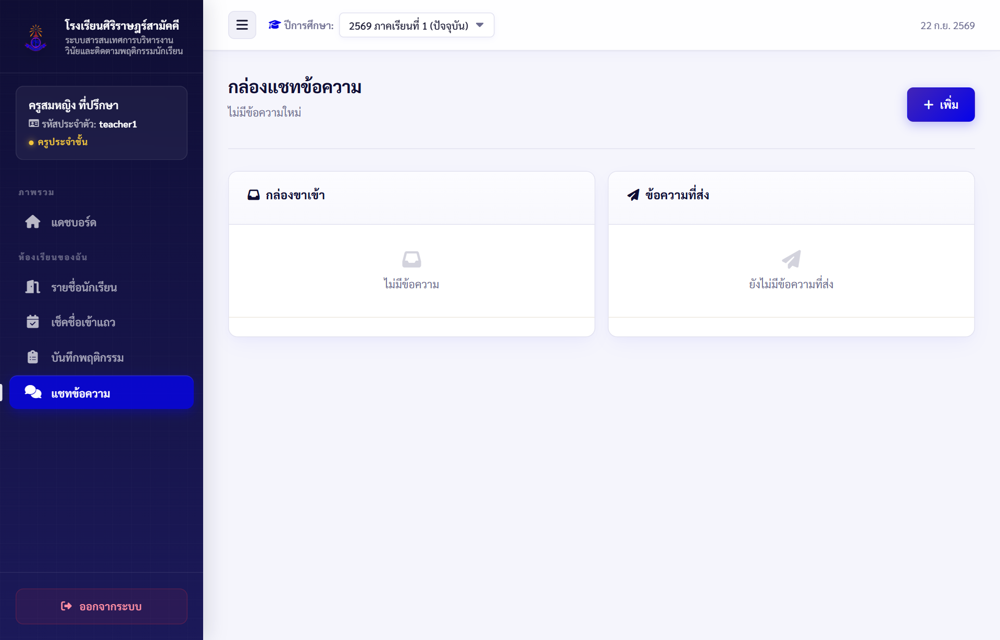 โรงเรียนศิริราษฎร์สามัคคี
ระบบสารสนเทศการบริหารงาน
วินัยและติดตามพฤติกรรมนักเรียน
ครูสมหญิง ที่ปรึกษา
รหัสประจำตัว: teacher1
ครูประจำชั้น
ภาพรวม
แดชบอร์ด
ห้องเรียนของฉัน
รายชื่อนักเรียน
เช็คชื่อเข้าแถว
บันทึกพฤติกรรม
แชทข้อความ
ออกจากระบบ
ปีการศึกษา: 2569 ภาคเรียนที่ 1 (ปัจจุบัน)
22 ก.ย. 2569
กล่องแชทข้อความ
ไม่มีข้อความใหม่
เพิ่ม
กล่องขาเข้า
ไม่มีข้อความ
ข้อความที่ส่ง
ยังไม่มีข้อความที่ส่ง